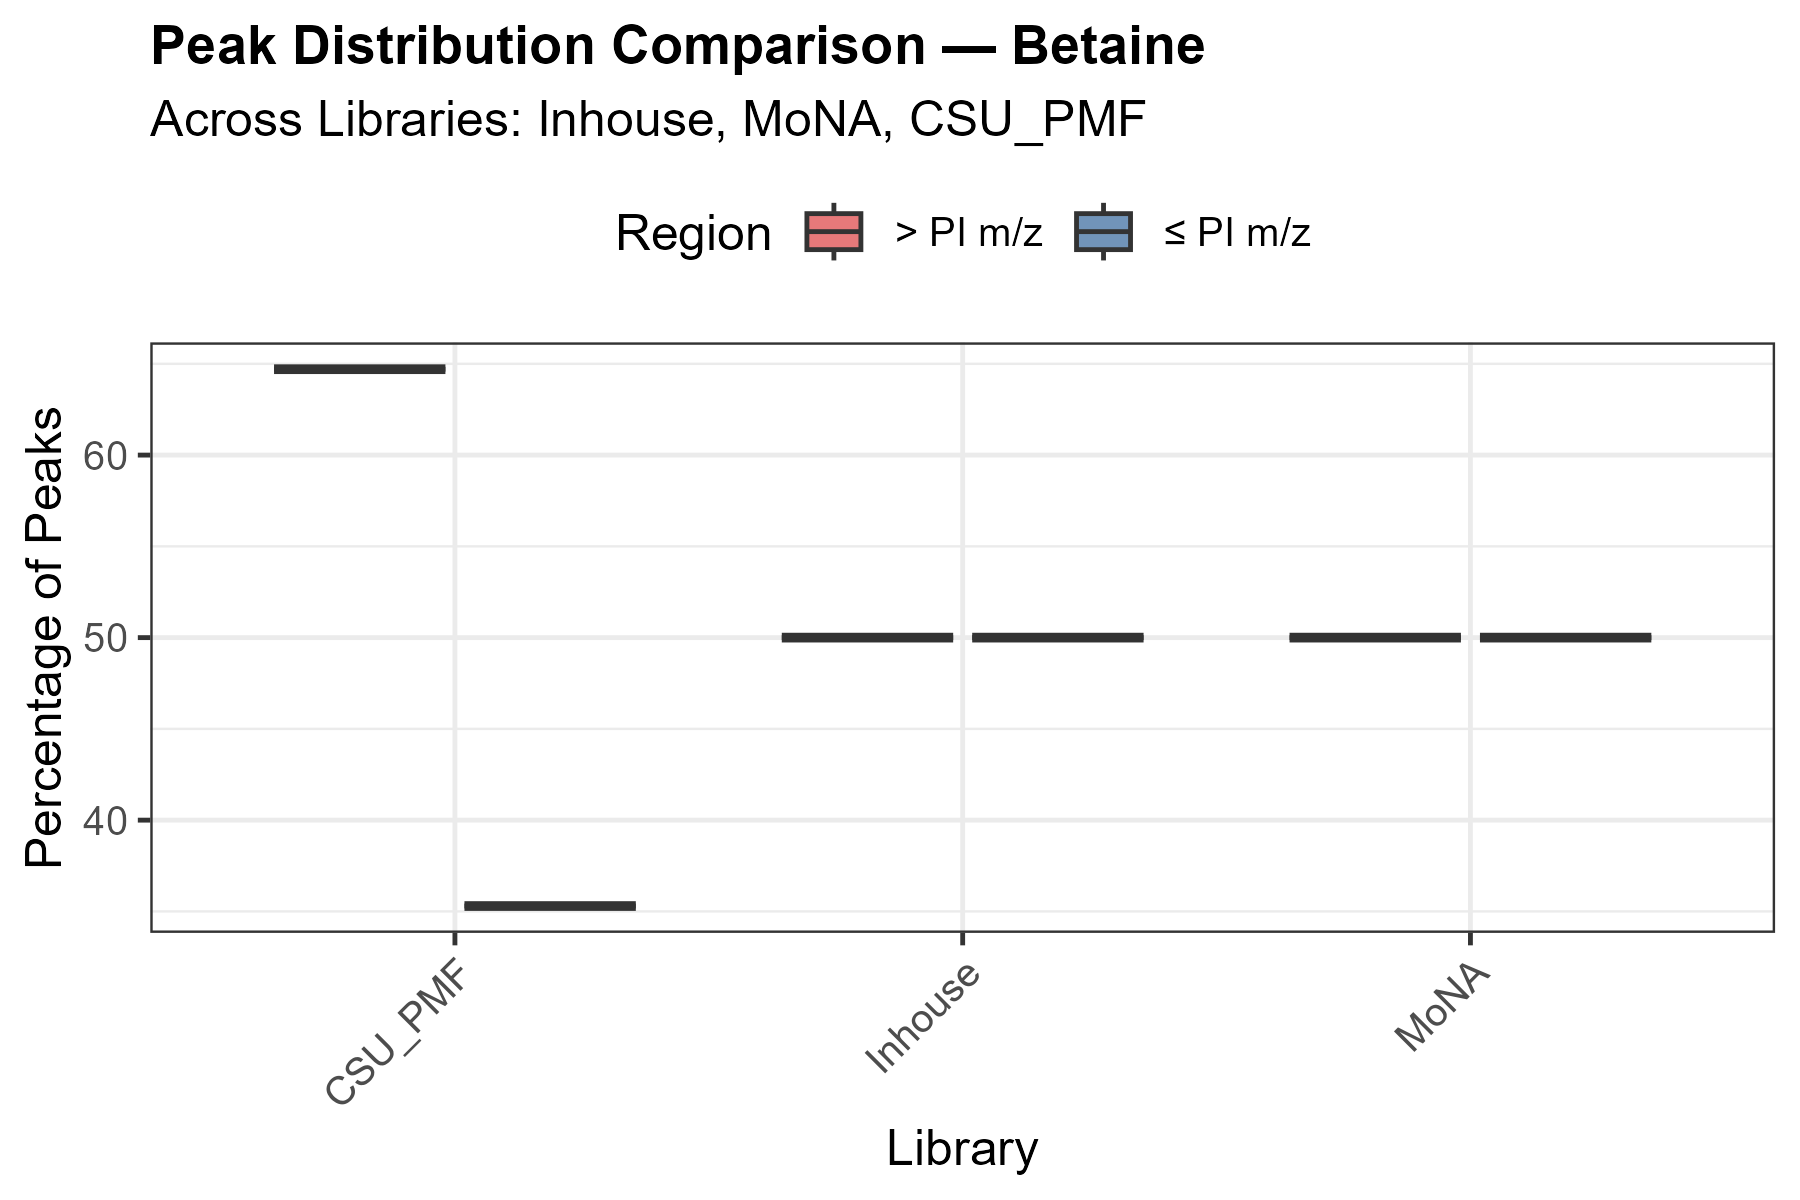 Peak Distribution Comparison — Betaine
Across Libraries: Inhouse, MoNA, CSU_PMF
Region > PI m/z ≤ PI m/z
Percentage of Peaks
60
50
40
CSU_PMF Inhouse MoNA
Library